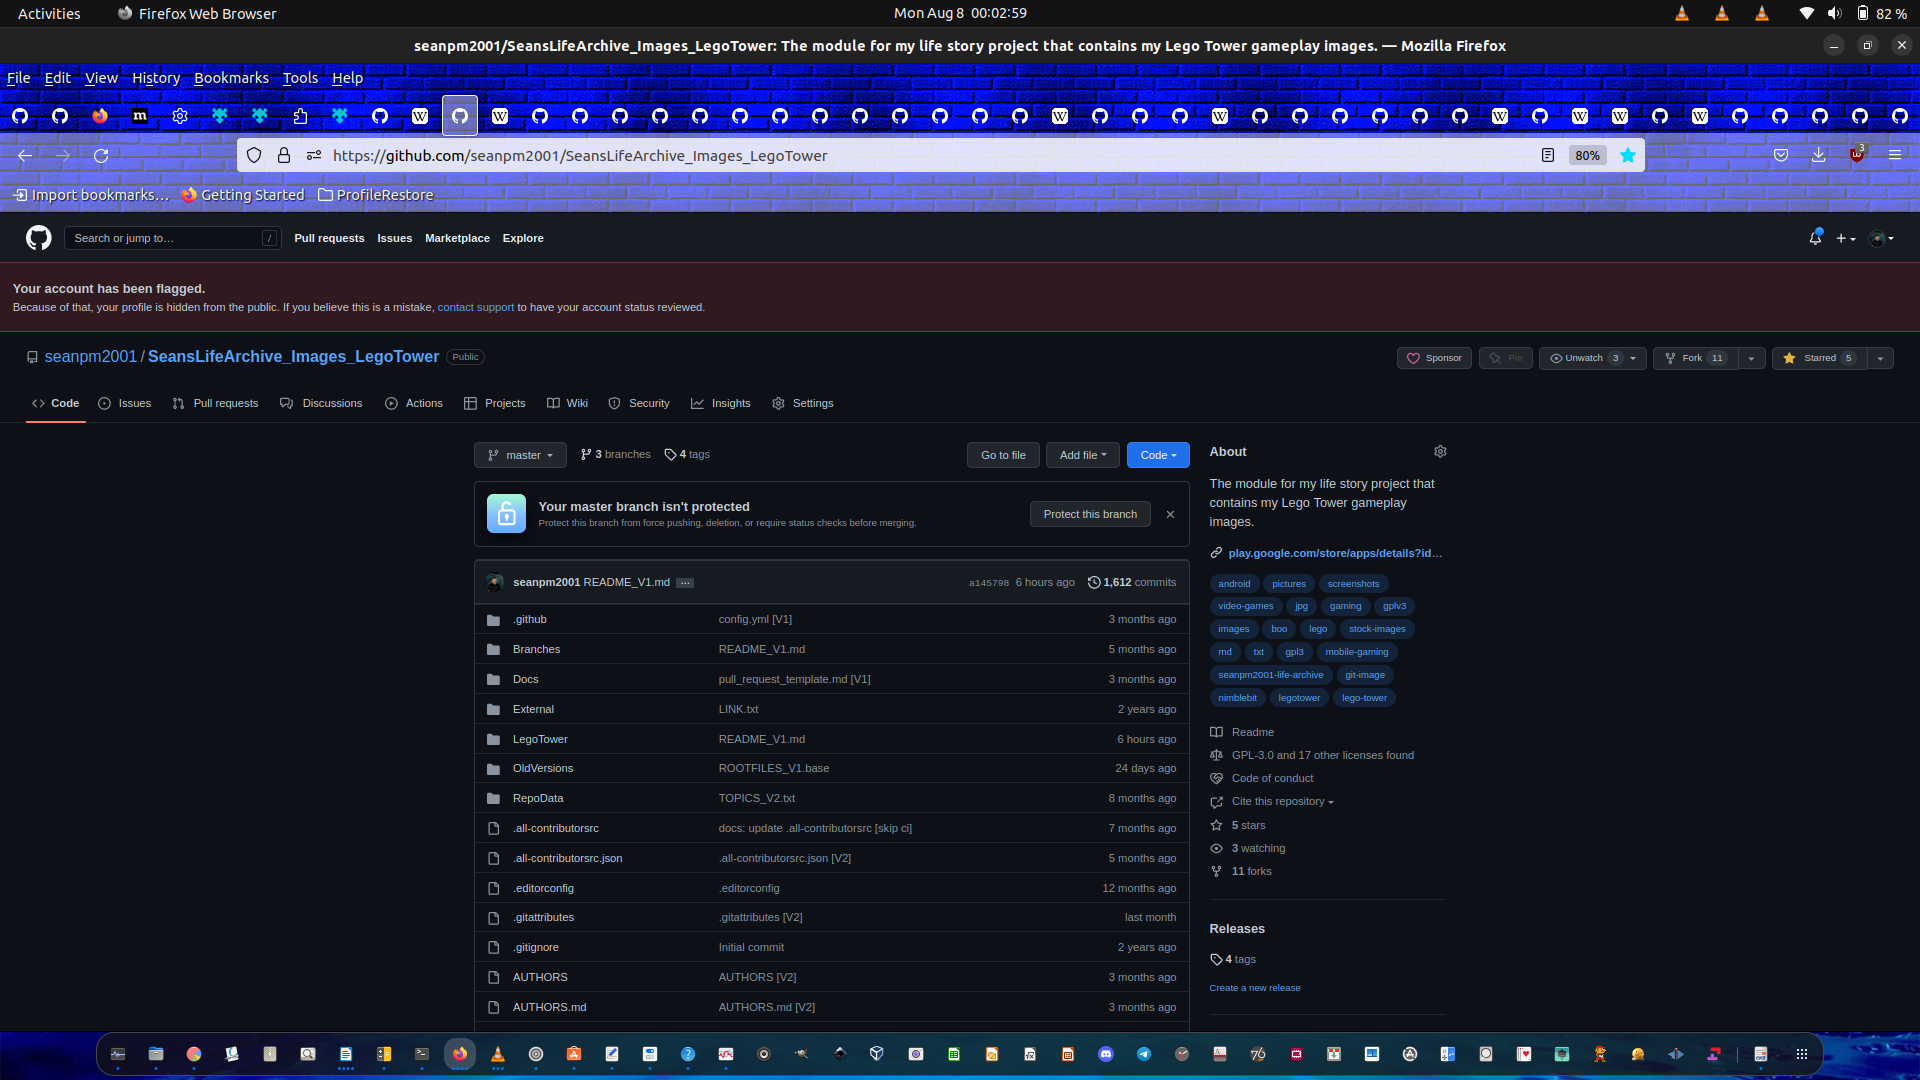 Activities
Firefox Web Browser
Mon Aug 8 00:02:59
82 %
seanpm2001/SeansLifeArchive_Images_LegoTower: The module for my life story project that contains my Lego Tower gameplay images. — Mozilla Firefox
File Edit View History Bookmarks Tools Help
https://github.com/seanpm2001/SeansLifeArchive_Images_LegoTower
80%
3
Import bookmarks…
Getting Started
ProfileRestore
Search or jump to…
/
Pull requests Issues Marketplace Explore
Your account has been flagged.
Because of that, your profile is hidden from the public. If you believe this is a mistake, contact support to have your account status reviewed.
seanpm2001 / SeansLifeArchive_Images_LegoTower Public
Sponsor
Pin
Unwatch 3
Fork 11
Starred 5
Code Issues Pull requests Discussions Actions Projects Wiki Security Insights Settings
master
3 branches
4 tags
Go to file
Add file
Code
Your master branch isn't protected
Protect this branch from force pushing, deletion, or require status checks before merging.
Protect this branch
seanpm2001 README_V1.md
a145798 6 hours ago
1,612 commits
.github config.yml [V1] 3 months ago
Branches README_V1.md 5 months ago
Docs pull_request_template.md [V1] 3 months ago
External LINK.txt 2 years ago
LegoTower README_V1.md 6 hours ago
OldVersions ROOTFILES_V1.base 24 days ago
RepoData TOPICS_V2.txt 8 months ago
.all-contributorsrc docs: update .all-contributorsrc [skip ci] 7 months ago
.all-contributorsrc.json .all-contributorsrc.json [V2] 5 months ago
.editorconfig .editorconfig 12 months ago
.gitattributes .gitattributes [V2] last month
.gitignore Initial commit 2 years ago
AUTHORS AUTHORS [V2] 3 months ago
AUTHORS.md AUTHORS.md [V2] 3 months ago
About
The module for my life story project that
contains my Lego Tower gameplay
images.
play.google.com/store/apps/details?id…
android pictures screenshots
video-games jpg gaming gplv3
images boo lego stock-images
md txt gpl3 mobile-gaming
seanpm2001-life-archive git-image
nimblebit legotower lego-tower
Readme
GPL-3.0 and 17 other licenses found
Code of conduct
Cite this repository
5 stars
3 watching
11 forks
Releases
4 tags
Create a new release